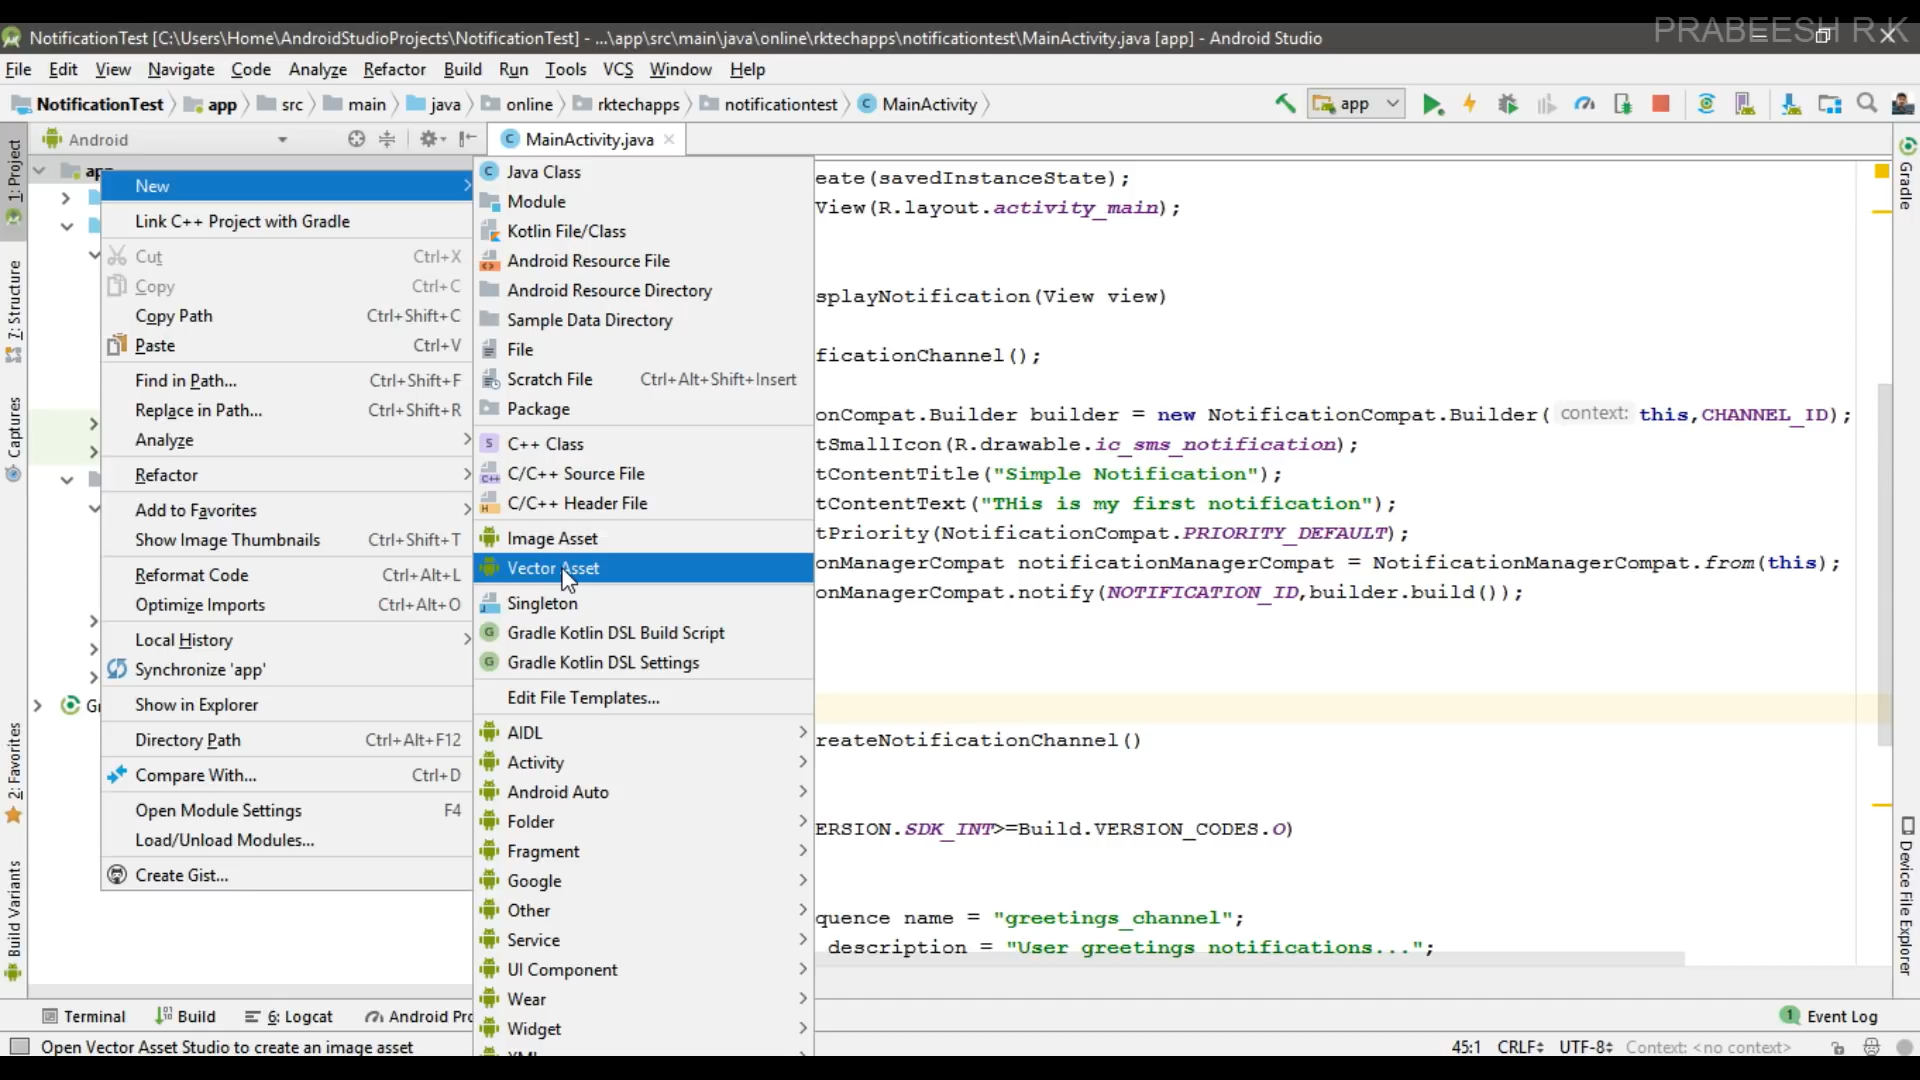 PRABEESH R K
NotificationTest [C:\Users\Home\AndroidStudioProjects\NotificationTest] - ...\app\src\main\java\online\rktechapps\notificationtest\MainActivity.java [app] - Android Studio
File Edit View Navigate Code Analyze Refactor Build Run Tools VCS Window Help
NotificationTest app src main java online rktechapps notificationtest MainActivity app
Android MainActivity.java
1: Project
7: Structure
Captures
2: Favorites
Build Variants
app
New
Link C++ Project with Gradle
Cut Ctrl+X
Copy Ctrl+C
Copy Path Ctrl+Shift+C
Paste Ctrl+V
Find in Path... Ctrl+Shift+F
Replace in Path... Ctrl+Shift+R
Analyze
Refactor
Add to Favorites
Show Image Thumbnails Ctrl+Shift+T
Reformat Code Ctrl+Alt+L
Optimize Imports Ctrl+Alt+O
Local History
Synchronize 'app'
Show in Explorer
Directory Path Ctrl+Alt+F12
Compare With... Ctrl+D
Open Module Settings F4
Load/Unload Modules...
Create Gist...
Java Class
Module
Kotlin File/Class
Android Resource File
Android Resource Directory
Sample Data Directory
File
Scratch File Ctrl+Alt+Shift+Insert
Package
C++ Class
C/C++ Source File
C/C++ Header File
Image Asset
Vector Asset
Singleton
Gradle Kotlin DSL Build Script
Gradle Kotlin DSL Settings
Edit File Templates...
AIDL
Activity
Android Auto
Folder
Fragment
Google
Other
Service
UI Component
Wear
Widget
eate(savedInstanceState);
View(R.layout.activity_main);
splayNotification(View view)
ficationChannel();
onCompat.Builder builder = new NotificationCompat.Builder( context: this,CHANNEL_ID);
tSmallIcon(R.drawable.ic_sms_notification);
tContentTitle("Simple Notification");
tContentText("THis is my first notification");
tPriority(NotificationCompat.PRIORITY_DEFAULT);
onManagerCompat notificationManagerCompat = NotificationManagerCompat.from(this);
onManagerCompat.notify(NOTIFICATION_ID,builder.build());
reateNotificationChannel()
ERSION.SDK_INT>=Build.VERSION_CODES.O)
quence name = "greetings_channel";
description = "User greetings notifications...";
Gradle
Device File Explorer
Terminal Build 6: Logcat Android Pro 1 Event Log
Open Vector Asset Studio to create an image asset 45:1 CRLF UTF-8 Context: <no context>